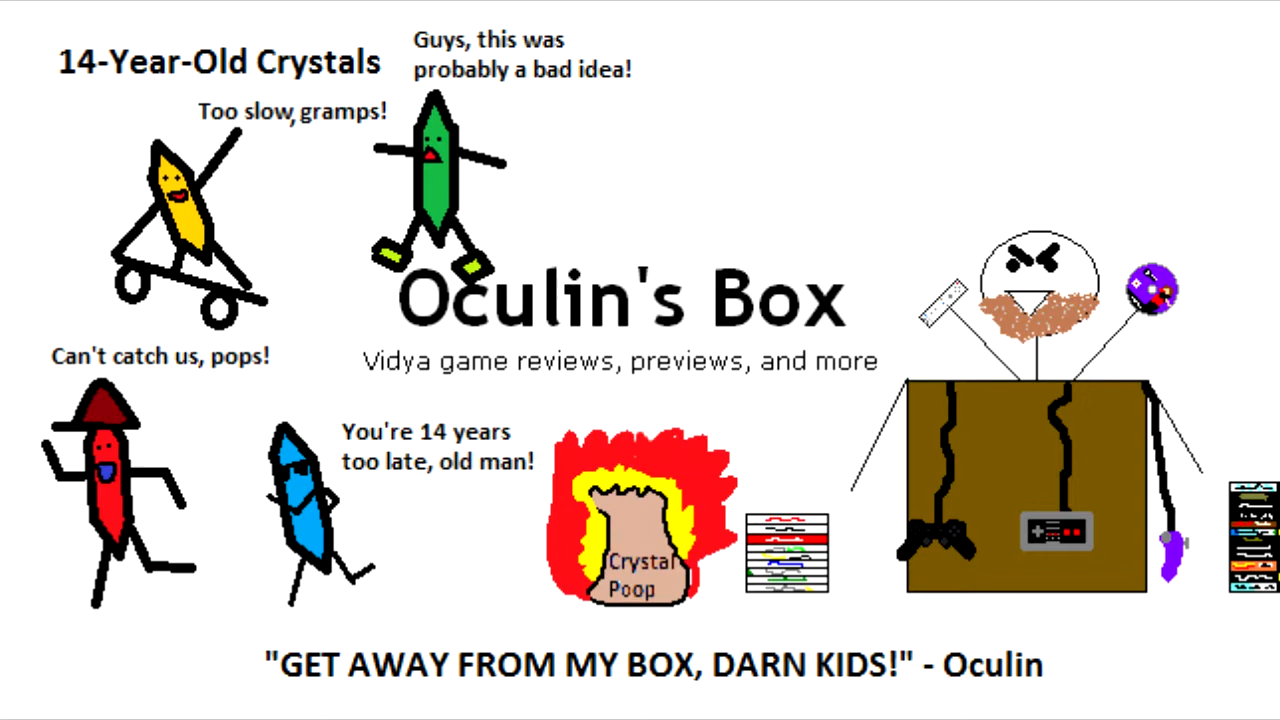 14-Year-Old Crystals
Guys, this was
probably a bad idea!
Too slow, gramps!
Oculin's Box
Vidya game reviews, previews, and more
Can't catch us, pops!
You're 14 years
too late, old man!
Crystal
Poop
"GET AWAY FROM MY BOX, DARN KIDS!" - Oculin